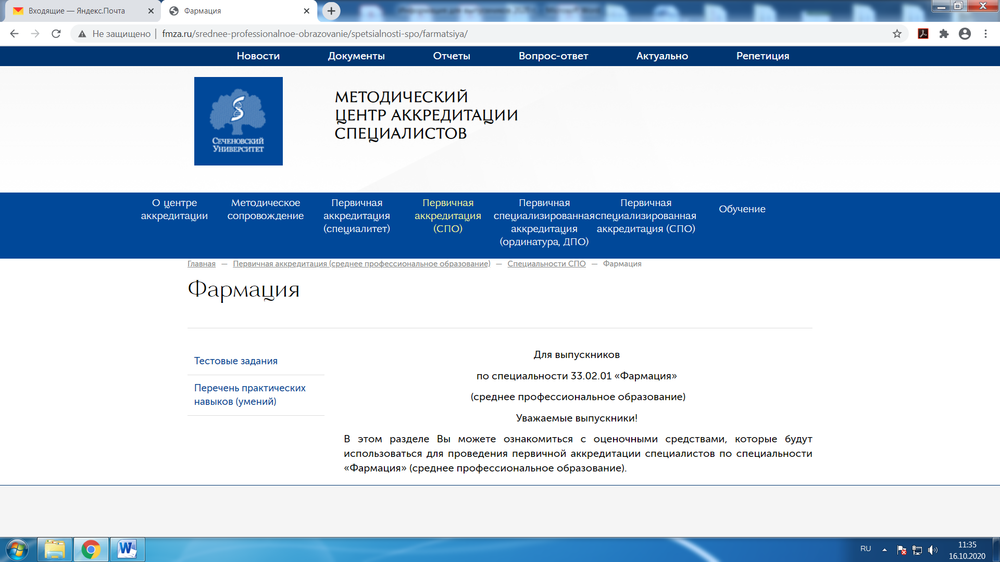 Входящие — Яндекс.Почта
Фармация
Не защищено | fmza.ru/srednee-professionalnoe-obrazovanie/spetsialnosti-spo/farmatsiya/
Новости Документы Отчеты Вопрос-ответ Актуально Репетиция
СЕЧЕНОВСКИЙ
УНИВЕРСИТЕТ
МЕТОДИЧЕСКИЙ
ЦЕНТР АККРЕДИТАЦИИ
СПЕЦИАЛИСТОВ
О центре
аккредитации
Методическое
сопровождение
Первичная
аккредитация
(специалитет)
Первичная
аккредитация
(СПО)
Первичная
специализированная
аккредитация
(ординатура, ДПО)
Первичная
специализированная
аккредитация (СПО)
Обучение
Главная — Первичная аккредитация (среднее профессиональное образование) — Специальности СПО — Фармация
Фармация
Тестовые задания
Перечень практических
навыков (умений)
Для выпускников
по специальности 33.02.01 «Фармация»
(среднее профессиональное образование)
Уважаемые выпускники!
В этом разделе Вы можете ознакомиться с оценочными средствами, которые будут
использоваться для проведения первичной аккредитации специалистов по специальности
«Фармация» (среднее профессиональное образование).
RU
11:35
16.10.2020